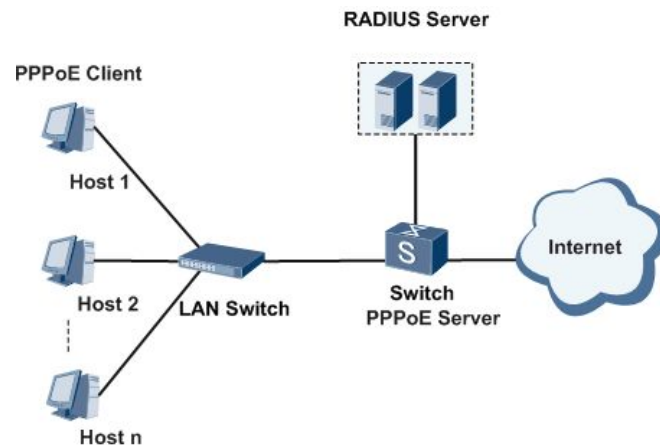 RADIUS Server
PPPoE Client
Host 1
Host 2
LAN Switch
S
Switch
PPPoE Server
Internet
Host n